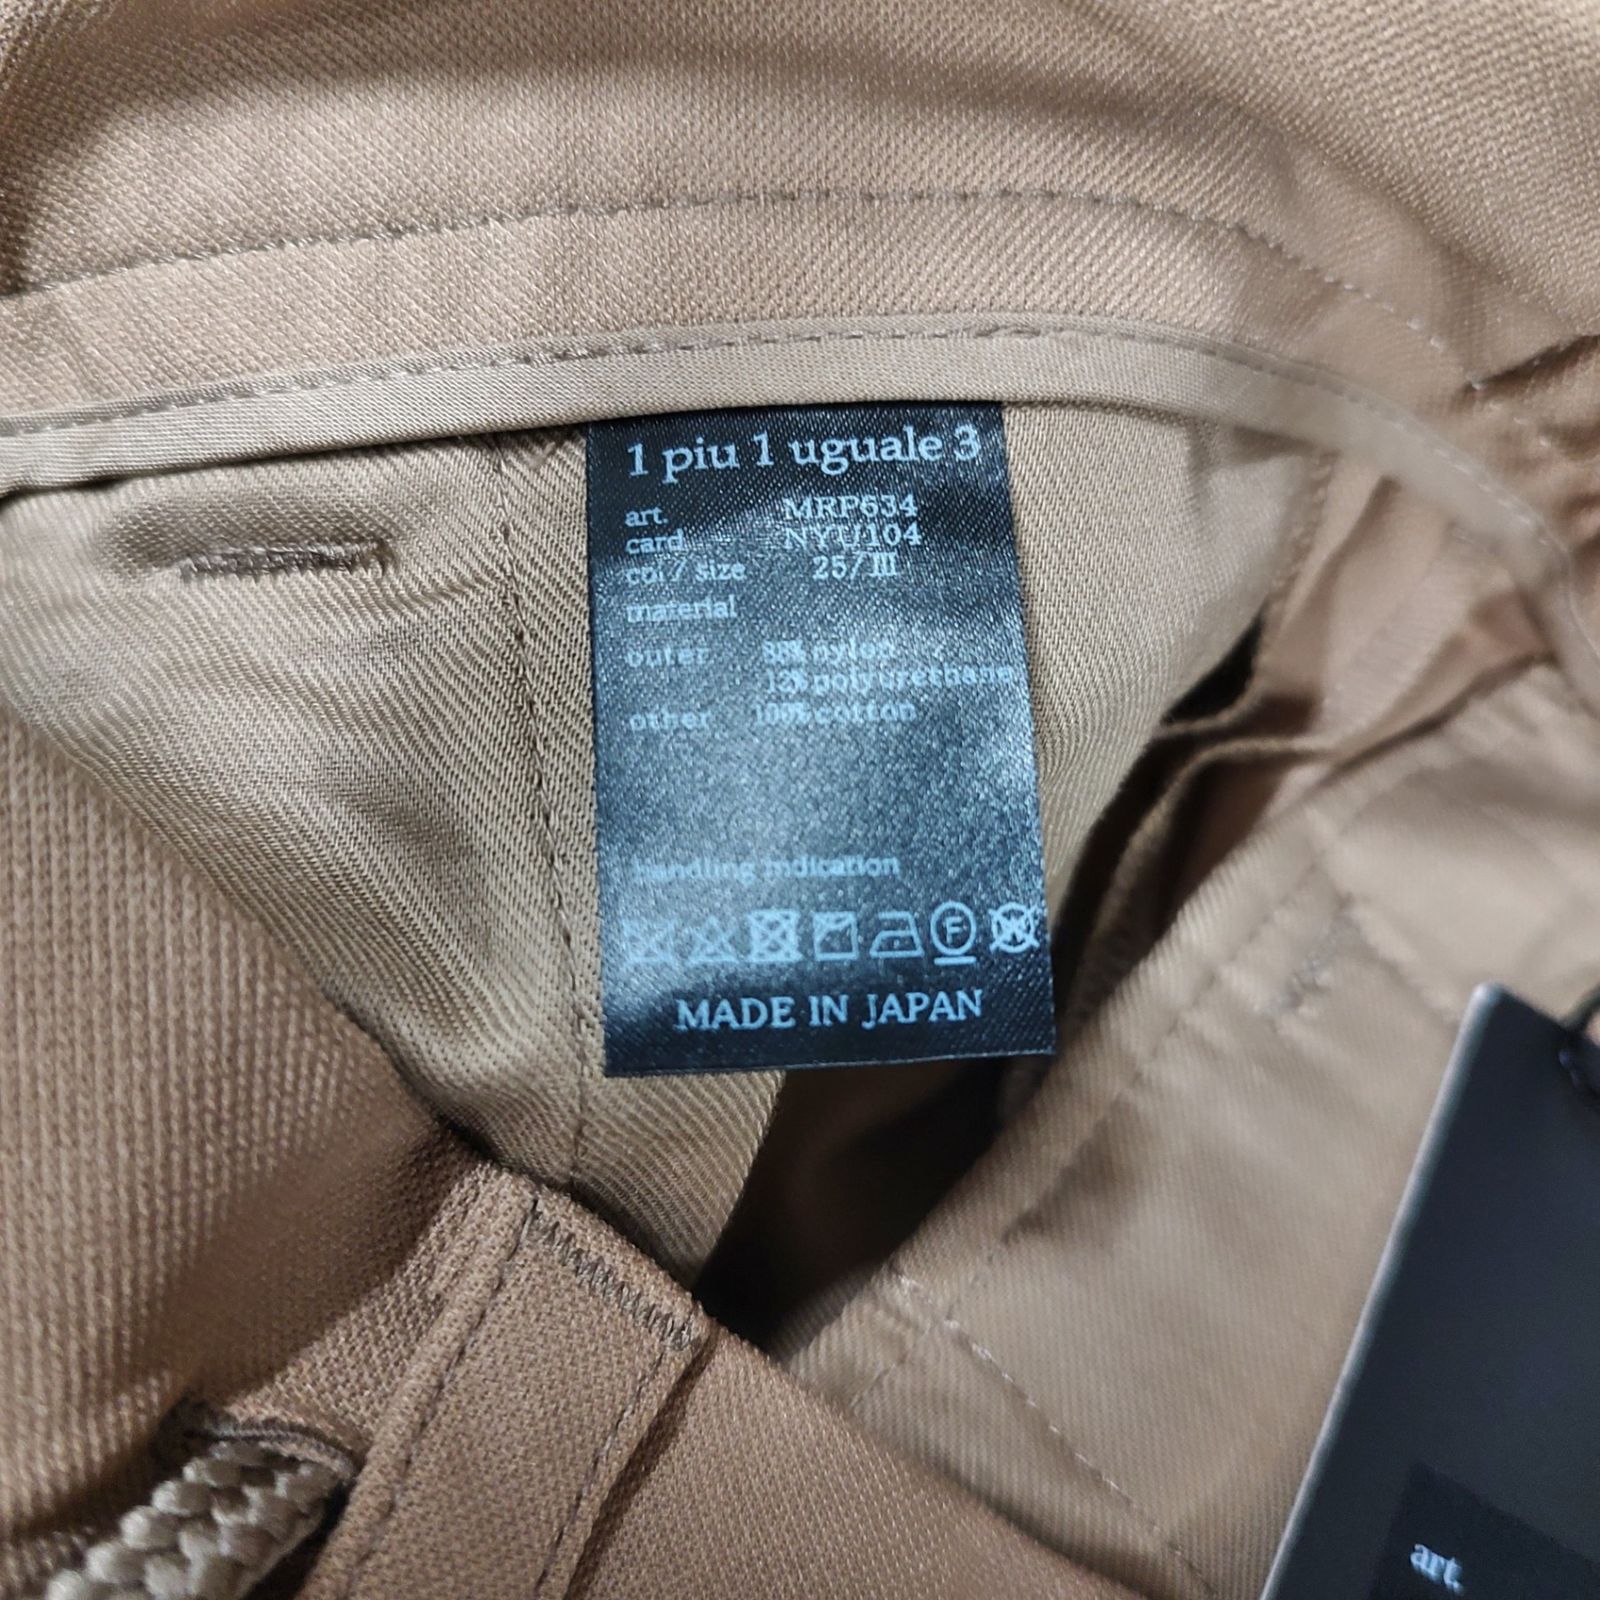 1 piu 1 uguale 3
art. MRP634
card NYU104
col / size 25/III
material
outer 88% nylon
12% polyurethane
other 100% cotton
handling indication
F W
MADE IN JAPAN
art.